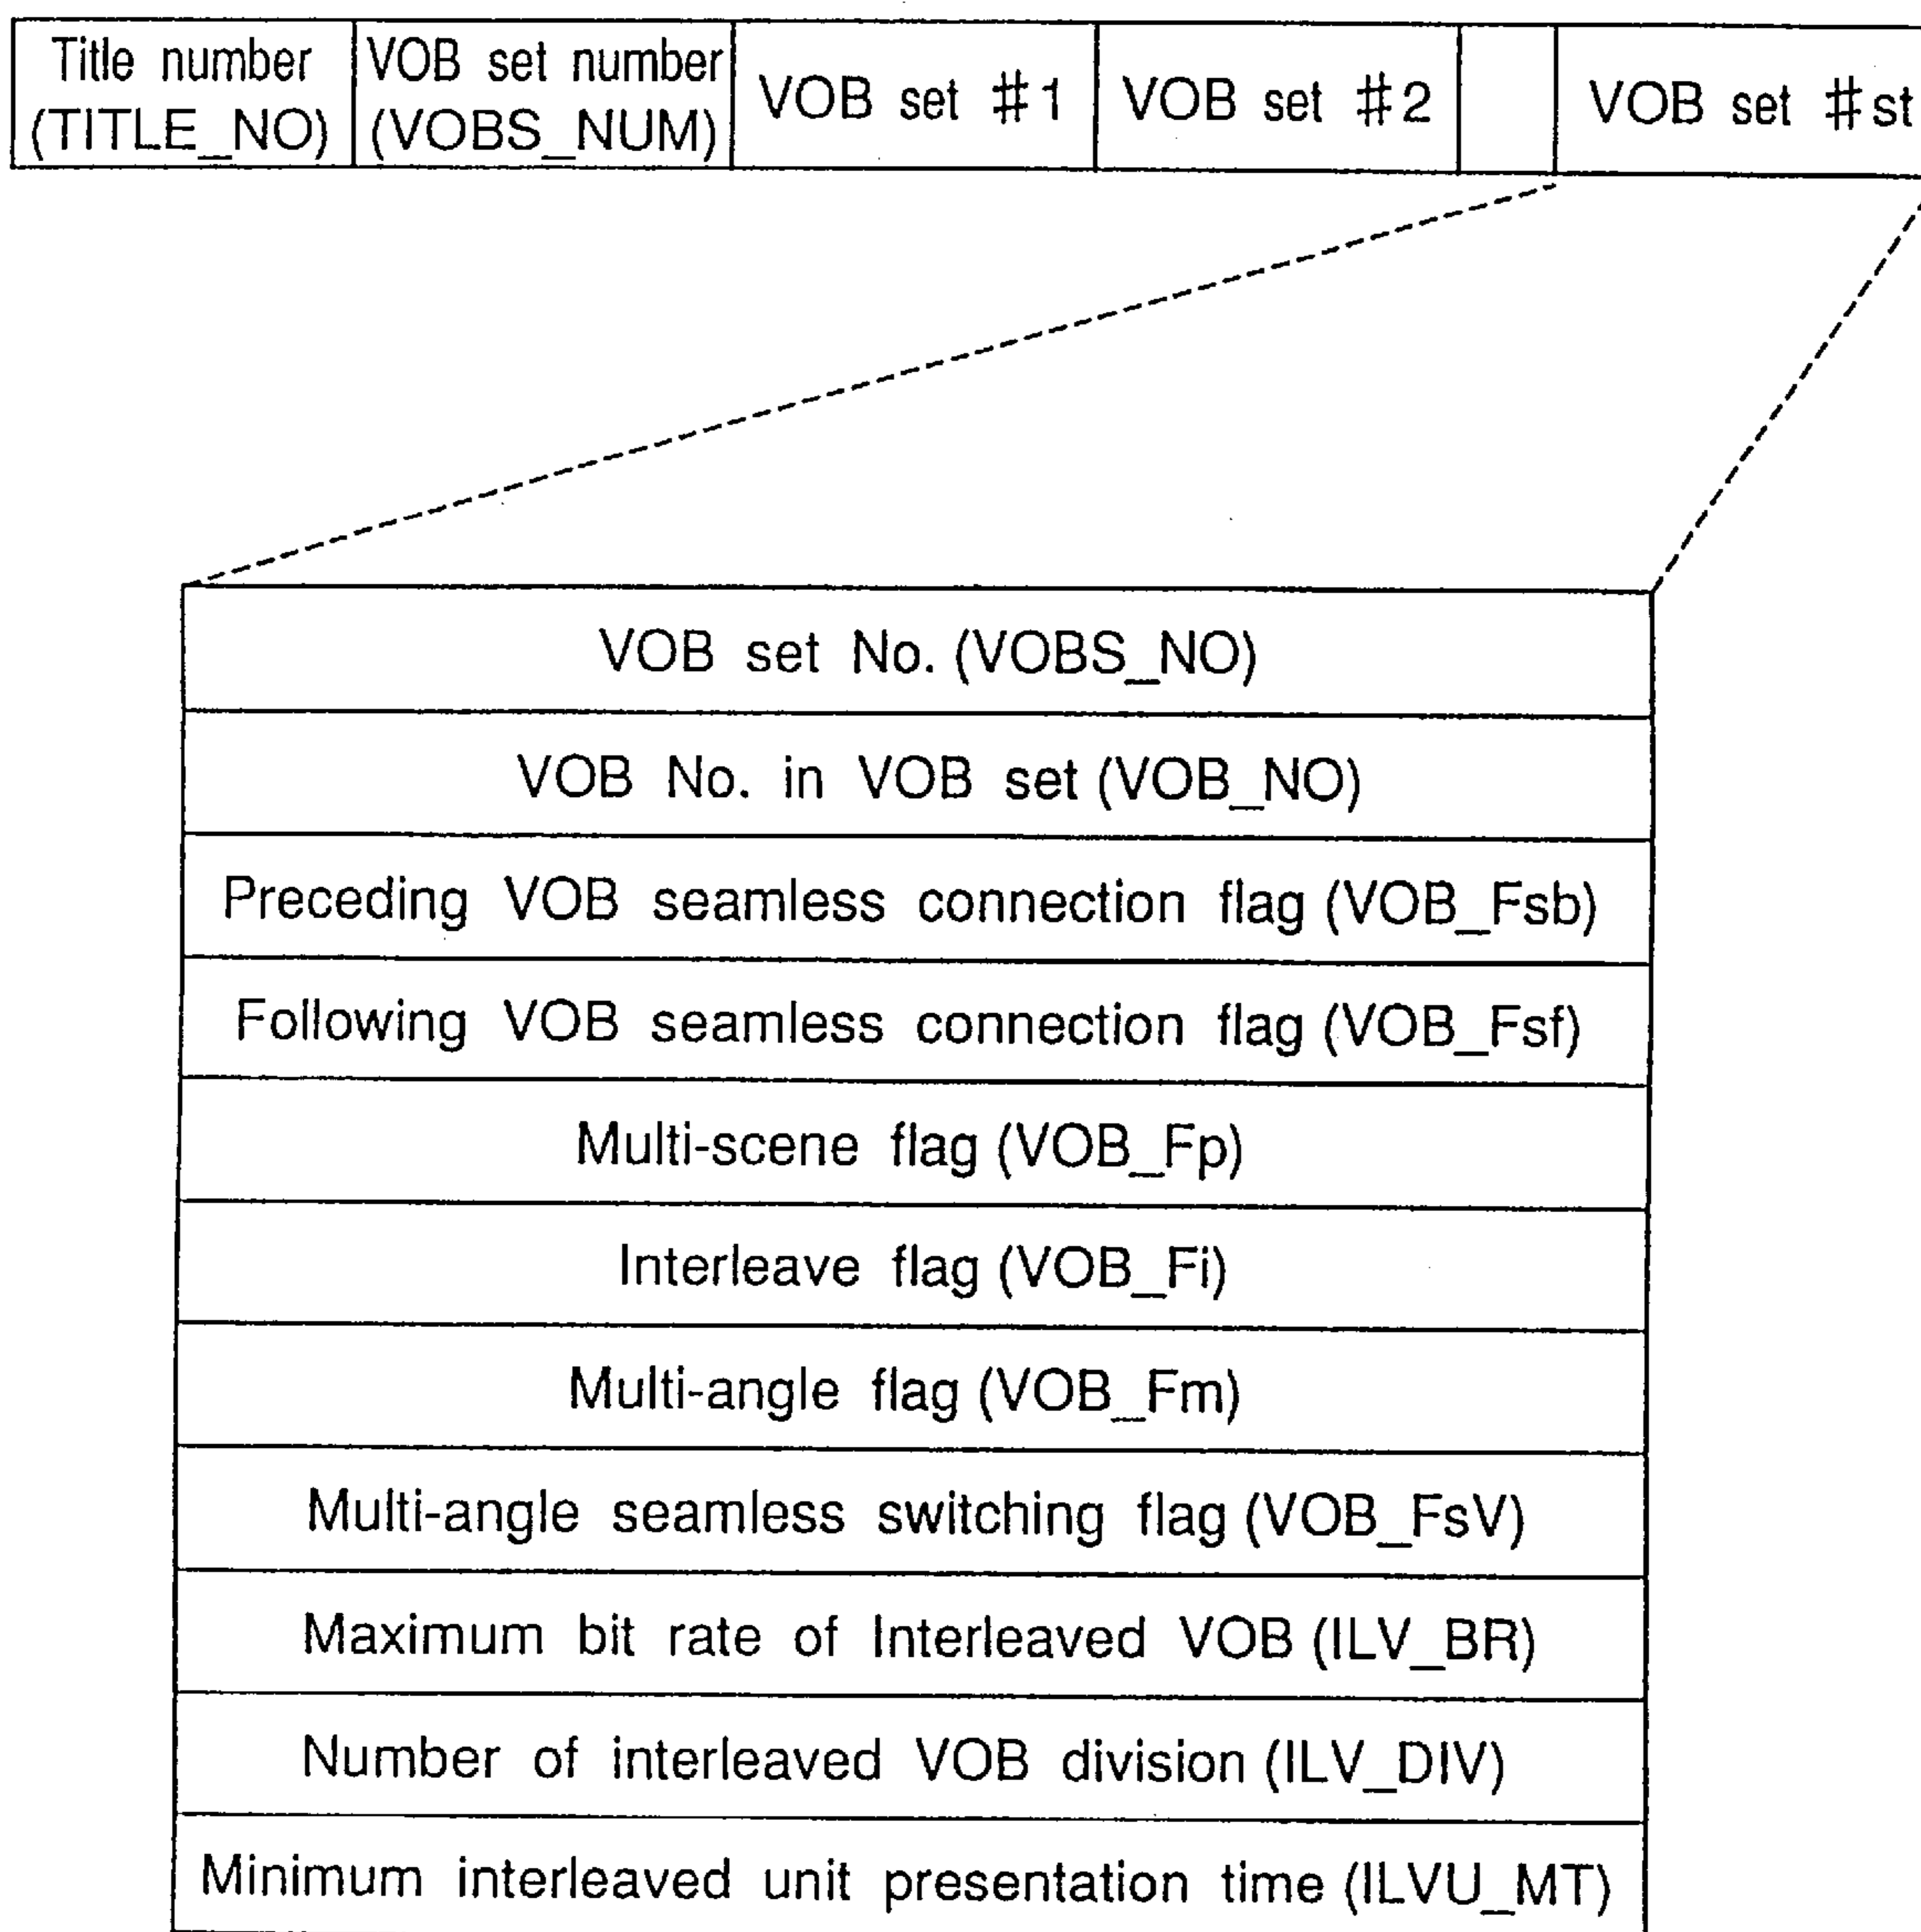 Title number
(TITLE_NO)
VOB set number
(VOBS_NUM)
VOB set #1
VOB set #2
VOB set #st
VOB set No. (VOBS_NO)
VOB No. in VOB set (VOB_NO)
Preceding VOB seamless connection flag (VOB_Fsb)
Following VOB seamless connection flag (VOB_Fsf)
Multi-scene flag (VOB_Fp)
Interleave flag (VOB_Fi)
Multi-angle flag (VOB_Fm)
Multi-angle seamless switching flag (VOB_FsV)
Maximum bit rate of Interleaved VOB (ILV_BR)
Number of interleaved VOB division (ILV_DIV)
Minimum interleaved unit presentation time (ILVU_MT)